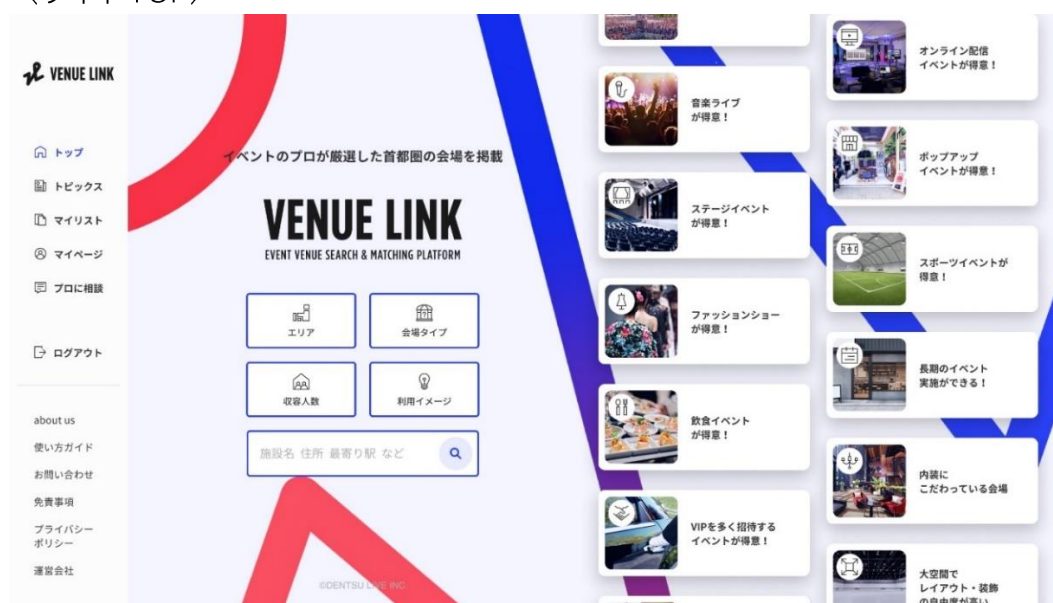 VENUE LINK
トップ
トピックス
マイリスト
マイページ
プロに相談
ログアウト
about us
使い方ガイド
お問い合わせ
免責事項
プライバシー
ポリシー
運営会社
イベントのプロが厳選した首都圏の会場を掲載
VENUE LINK
EVENT VENUE SEARCH & MATCHING PLATFORM
エリア
会場タイプ
収容人数
利用イメージ
施設名 住所 最寄り駅 など
©DENTSU LIVE INC.
音楽ライブ
が得意！
ステージイベント
が得意！
ファッションショー
が得意！
飲食イベント
が得意！
VIPを多く招待する
イベントが得意！
オンライン配信
イベントが得意！
ポップアップ
イベントが得意！
スポーツイベントが
得意！
長期のイベント
実施ができる！
内装に
こだわっている会場
大空間で
レイアウト・装飾
の自由度が高い